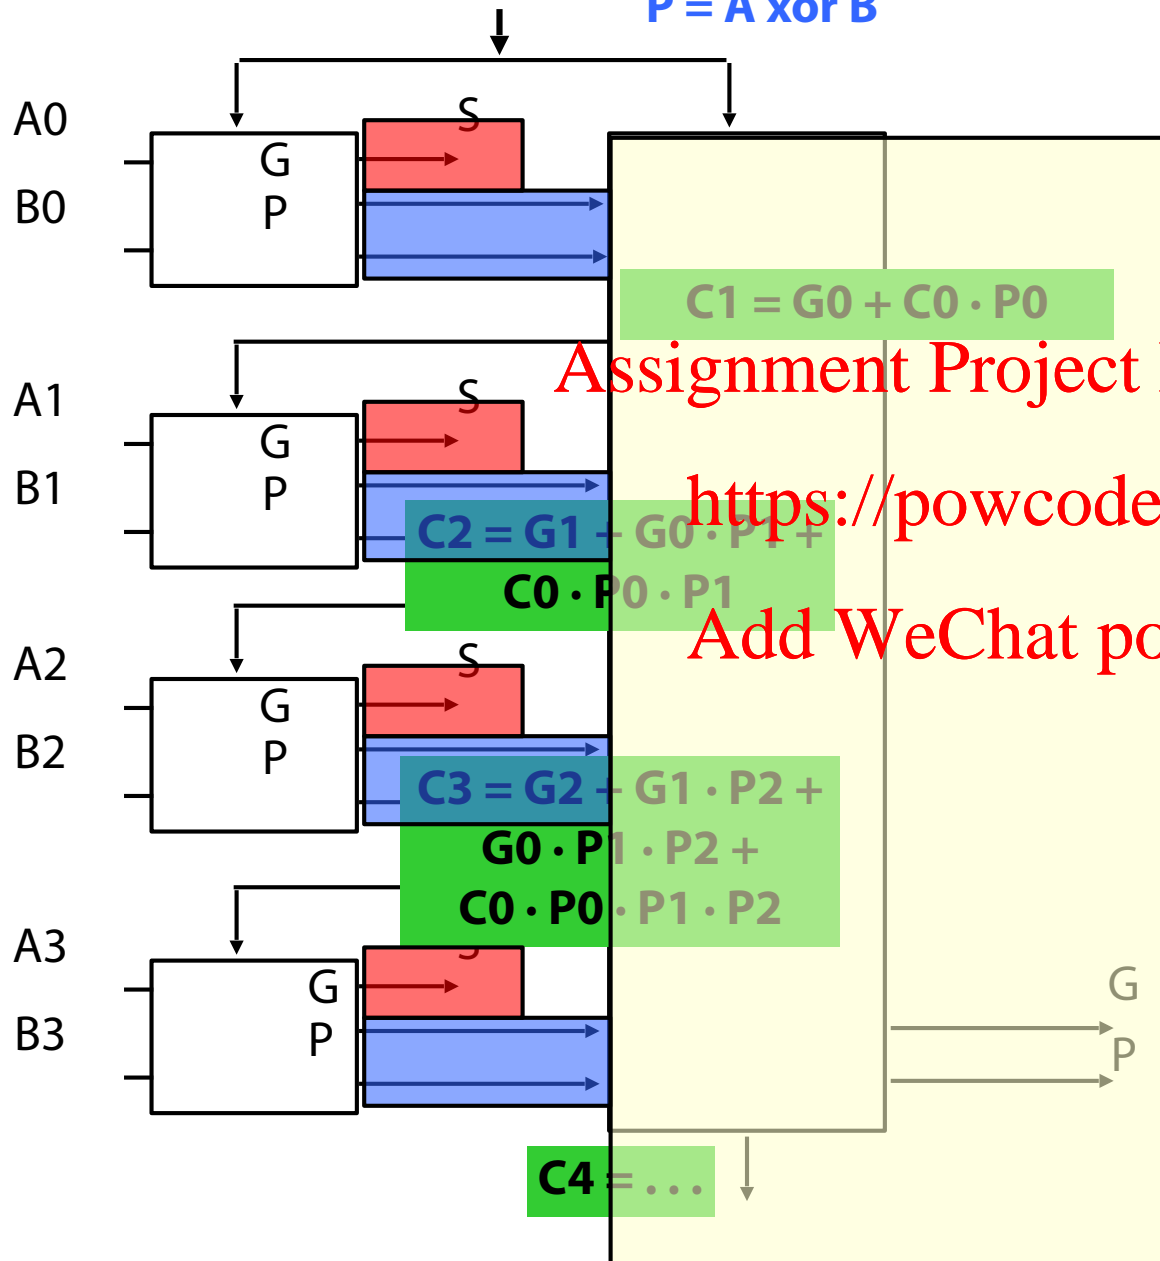 P = A xor B
A0
S
G
B0
P
C1 = G0 + C0 · P0
Assignment Project
A1
S
G
B1
P
https://powcode
C2 = G1 + G0 · P1 +
C0 · P0 · P1
Add WeChat po
A2
S
G
B2
P
C3 = G2 + G1 · P2 +
G0 · P1 · P2 +
C0 · P0 · P1 · P2
A3
S
G
G
B3
P
P
C4 = . . .